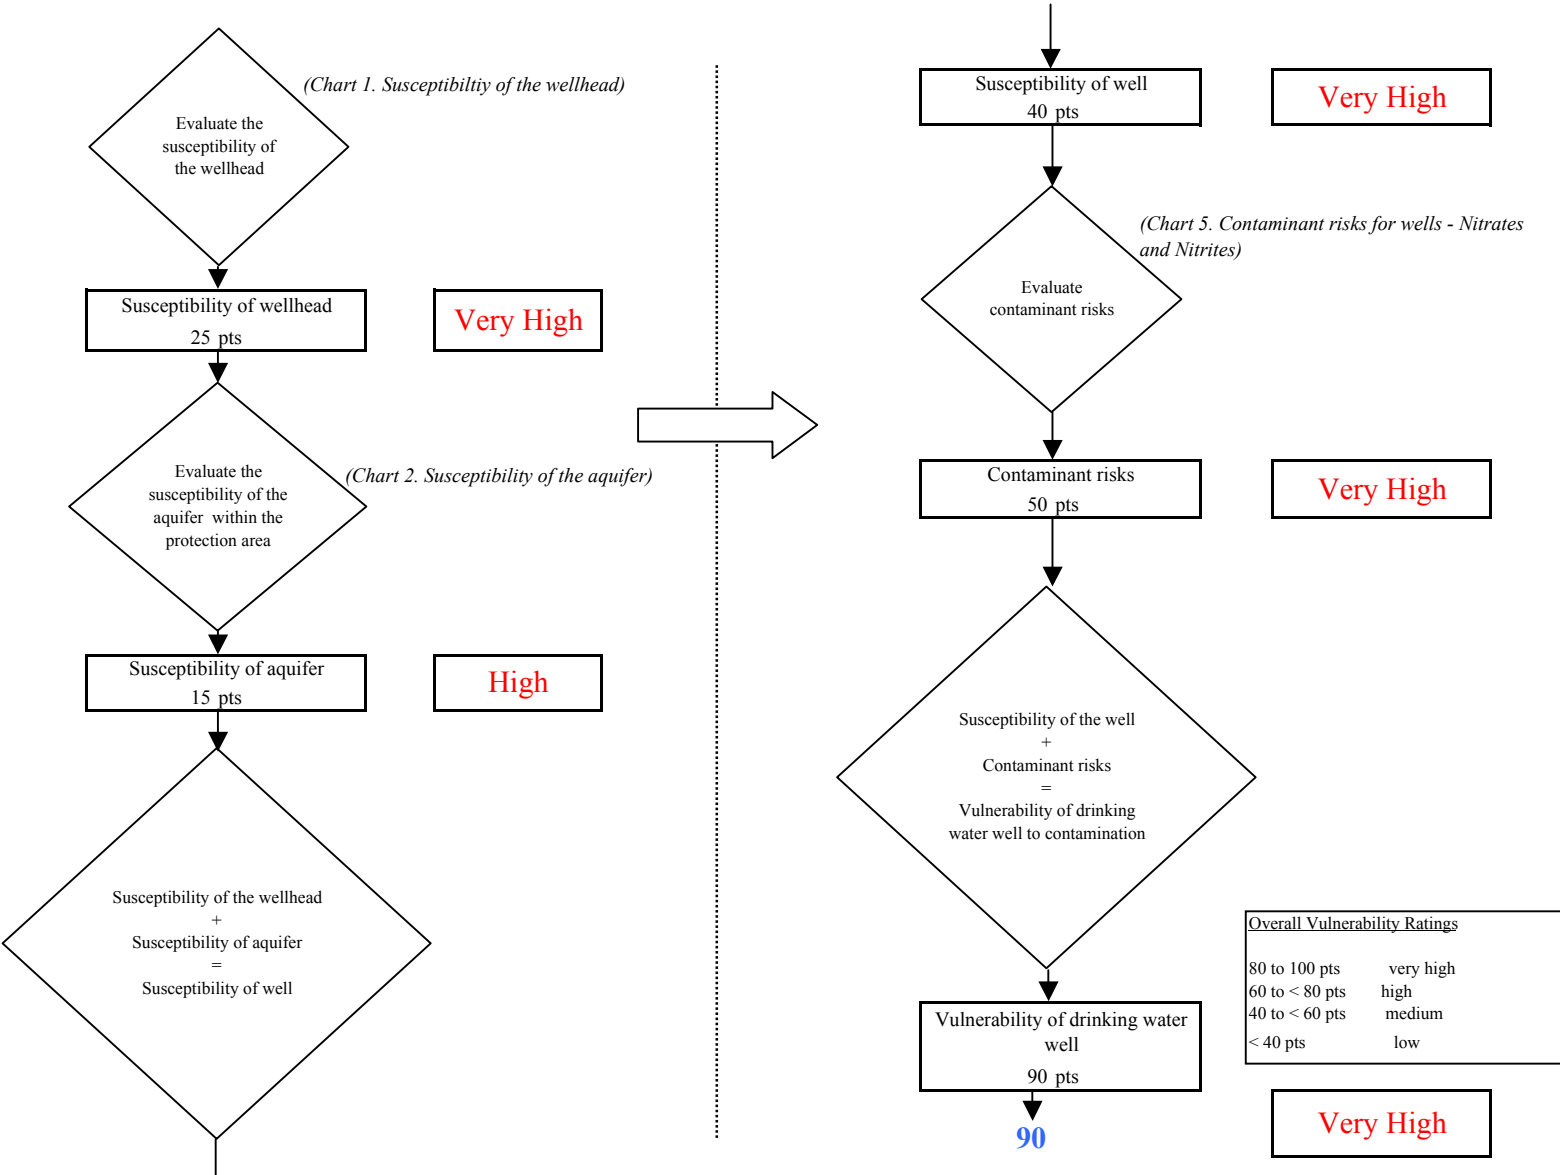 (Chart 1. Susceptibiltiy of the wellhead)
Evaluate the
susceptibility of
the wellhead
Susceptibility of wellhead
25 pts
Very High
Evaluate the
susceptibility of the
aquifer within the
protection area
(Chart 2. Susceptibility of the aquifer)
Susceptibility of aquifer
15 pts
High
Susceptibility of the wellhead
+
Susceptibility of aquifer
=
Susceptibility of well
Susceptibility of well
40 pts
Very High
(Chart 5. Contaminant risks for wells - Nitrates
and Nitrites)
Evaluate
contaminant risks
Contaminant risks
50 pts
Very High
Susceptibility of the well
+
Contaminant risks
=
Vulnerability of drinking
water well to contamination
Vulnerability of drinking water
well
90 pts
90
Overall Vulnerability Ratings
80 to 100 pts very high
60 to < 80 pts high
40 to < 60 pts medium
< 40 pts low
Very High